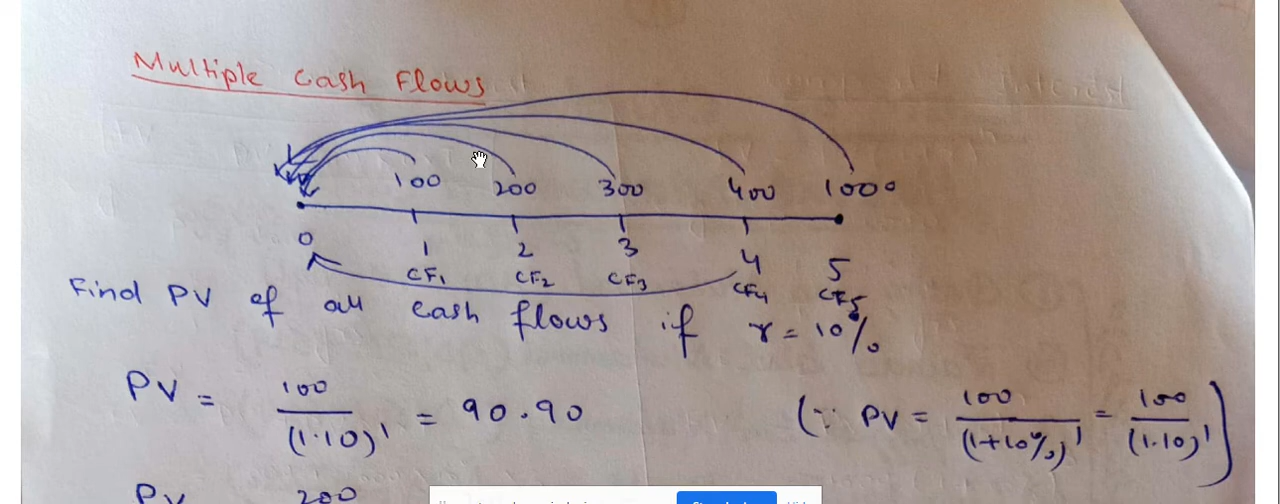 Multiple Cash Flows
100 200 300 400 1000
0 1 2 3 4 5
CF1 CF2 CF3 CF4 CF5
Find PV of all cash flows if r = 10%.
PV = 100 / (1.10)^1 = 90.90 (∵ PV = 100 / (1+10%)^1 = 100 / (1.10)^1)
PV 200